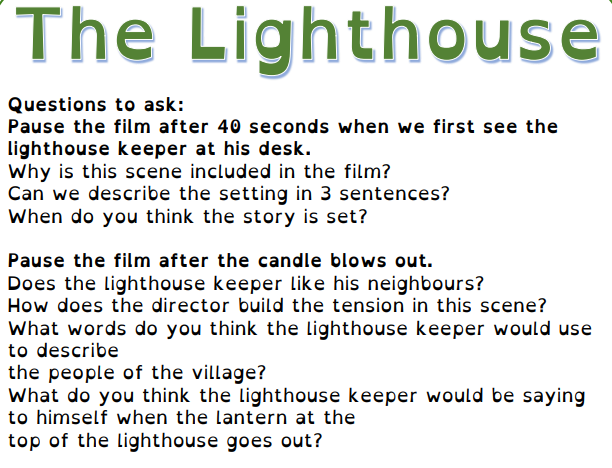 The Lighthouse
Questions to ask:
Pause the film after 40 seconds when we first see the
lighthouse keeper at his desk.
Why is this scene included in the film?
Can we describe the setting in 3 sentences?
When do you think the story is set?
Pause the film after the candle blows out.
Does the lighthouse keeper like his neighbours?
How does the director build the tension in this scene?
What words do you think the lighthouse keeper would use
to describe
the people of the village?
What do you think the lighthouse keeper would be saying
to himself when the lantern at the
top of the lighthouse goes out?